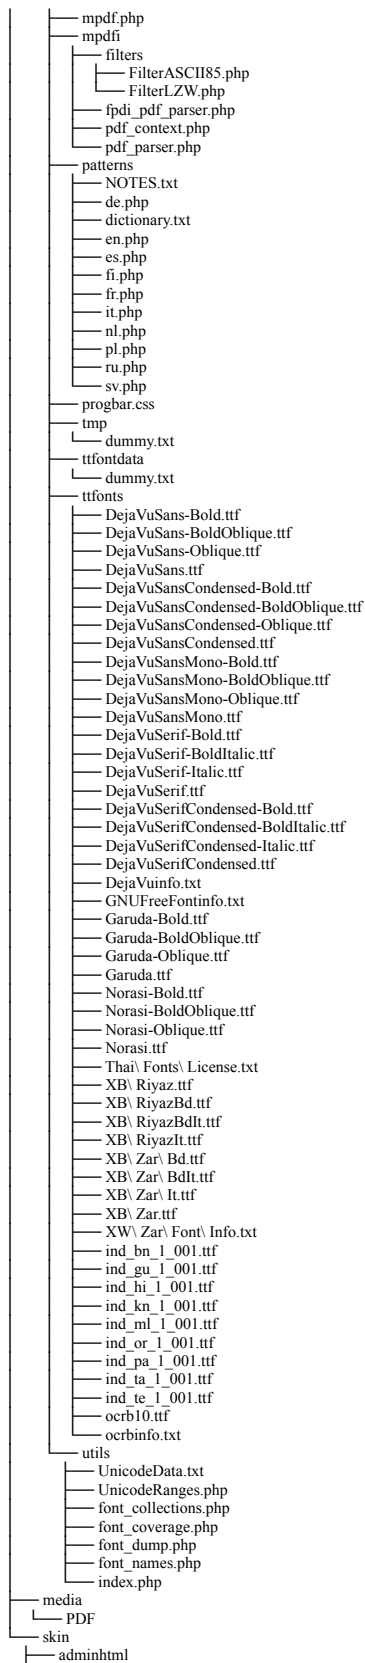 mpdf.php
mpdfi
filters
FilterASCII85.php
FilterLZW.php
fpdi_pdf_parser.php
pdf_context.php
pdf_parser.php
patterns
NOTES.txt
de.php
dictionary.txt
en.php
es.php
fi.php
fr.php
it.php
nl.php
pl.php
ru.php
sv.php
progbar.css
tmp
dummy.txt
ttfontdata
dummy.txt
ttfonts
DejaVuSans-Bold.ttf
DejaVuSans-BoldOblique.ttf
DejaVuSans-Oblique.ttf
DejaVuSans.ttf
DejaVuSansCondensed-Bold.ttf
DejaVuSansCondensed-BoldOblique.ttf
DejaVuSansCondensed-Oblique.ttf
DejaVuSansCondensed.ttf
DejaVuSansMono-Bold.ttf
DejaVuSansMono-BoldOblique.ttf
DejaVuSansMono-Oblique.ttf
DejaVuSansMono.ttf
DejaVuSerif-Bold.ttf
DejaVuSerif-BoldItalic.ttf
DejaVuSerif-Italic.ttf
DejaVuSerif.ttf
DejaVuSerifCondensed-Bold.ttf
DejaVuSerifCondensed-BoldItalic.ttf
DejaVuSerifCondensed-Italic.ttf
DejaVuSerifCondensed.ttf
DejaVuinfo.txt
GNUFreeFontinfo.txt
Garuda-Bold.ttf
Garuda-BoldOblique.ttf
Garuda-Oblique.ttf
Garuda.ttf
Norasi-Bold.ttf
Norasi-BoldOblique.ttf
Norasi-Oblique.ttf
Norasi.ttf
Thai\ Fonts\ License.txt
XB\ Riyaz.ttf
XB\ RiyazBd.ttf
XB\ RiyazBdIt.ttf
XB\ RiyazIt.ttf
XB\ Zar\ Bd.ttf
XB\ Zar\ BdIt.ttf
XB\ Zar\ It.ttf
XB\ Zar.ttf
XW\ Zar\ Font\ Info.txt
ind_bn_1_001.ttf
ind_gu_1_001.ttf
ind_hi_1_001.ttf
ind_kn_1_001.ttf
ind_ml_1_001.ttf
ind_or_1_001.ttf
ind_pa_1_001.ttf
ind_ta_1_001.ttf
ind_te_1_001.ttf
ocrb10.ttf
ocrbinfo.txt
utils
UnicodeData.txt
UnicodeRanges.php
font_collections.php
font_coverage.php
font_dump.php
font_names.php
index.php
media
PDF
skin
adminhtml